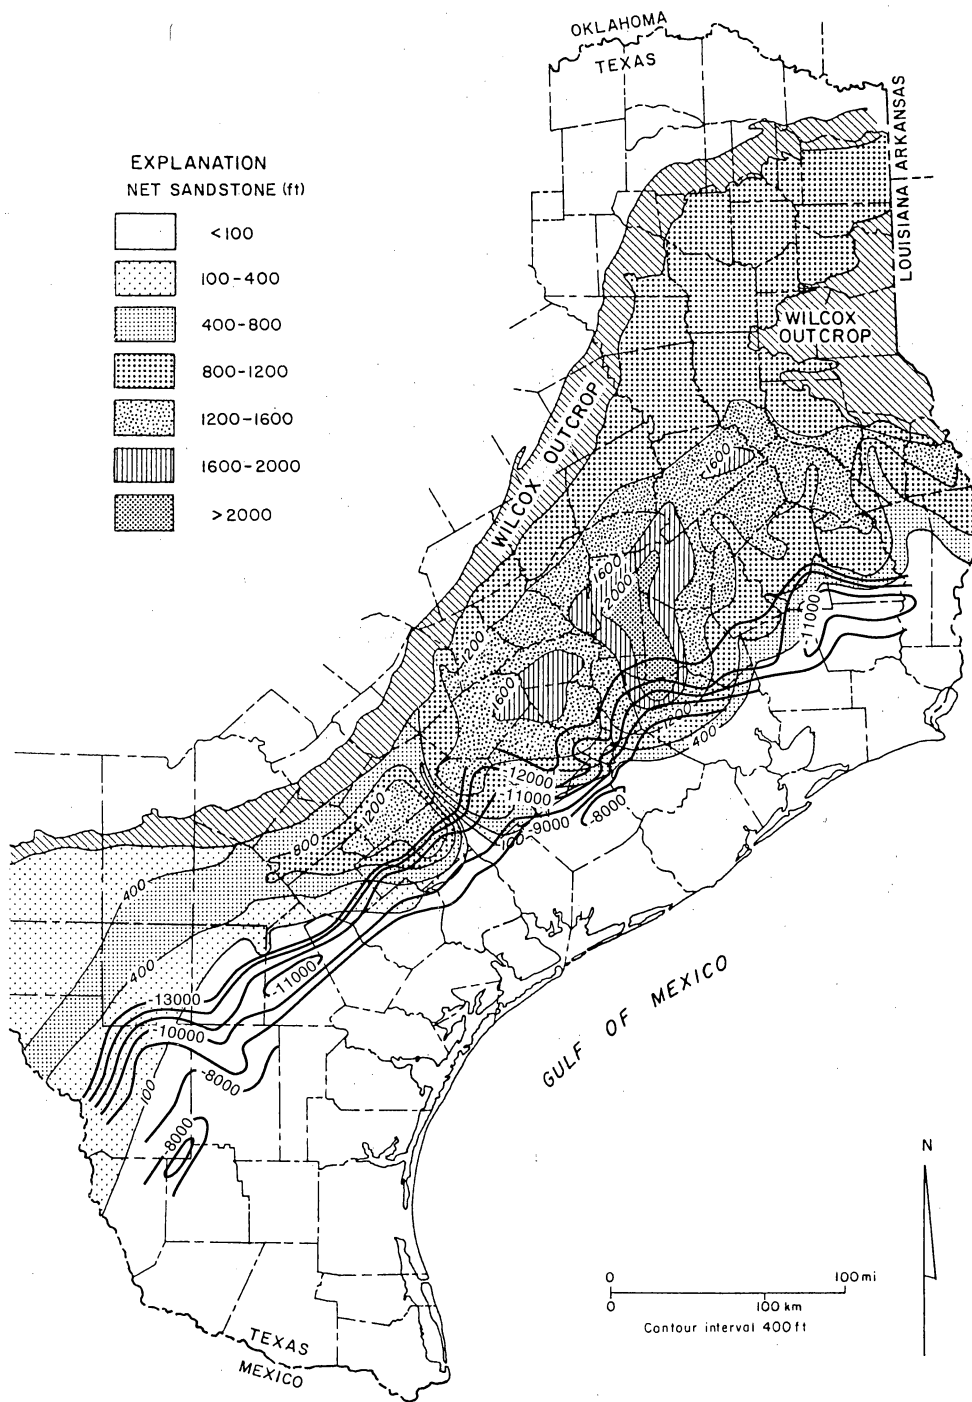 OKLAHOMA
TEXAS
LOUISIANA
ARKANSAS
EXPLANATION
NET SANDSTONE (ft)
<100
100-400
400-800
800-1200
1200-1600
1600-2000
>2000
WILCOX
OUTCROP
WILCOX OUTCROP
1600
1600
2000
1200
1600
-11000
400
-12000
-11000
-9000
-8000
100
1200
800
400
400
-13000
-11000
-10000
-8000
100
-8000
GULF OF MEXICO
N
0 100 mi
0 100 km
Contour interval 400 ft
TEXAS
MEXICO